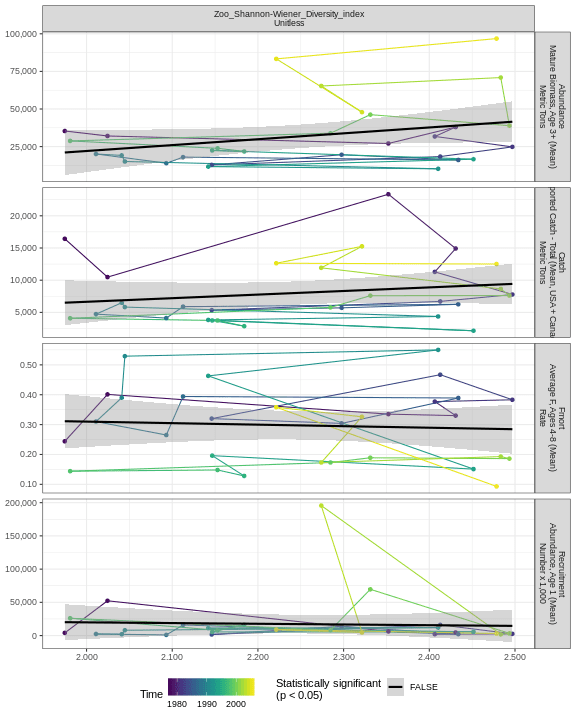 Zoo_Shannon-Wiener_Diversity_index
Unitless
100,000
75,000
50,000
25,000
Abundance
Mature Biomass, Age 3+ (Mean)
Metric Tons
20,000
15,000
10,000
5,000
Catch
ported Catch - Total (Mean, USA + Cana
Metric Tons
0.50
0.40
0.30
0.20
0.10
Fmort
Average F, Ages 4-8 (Mean)
Rate
200,000
150,000
100,000
50,000
0
Recruitment
Abundance, Age 1 (Mean)
Number x 1,000
2.000 2.100 2.200 2.300 2.400 2.500
Time
1980 1990 2000
Statistically significant
(p < 0.05)
FALSE